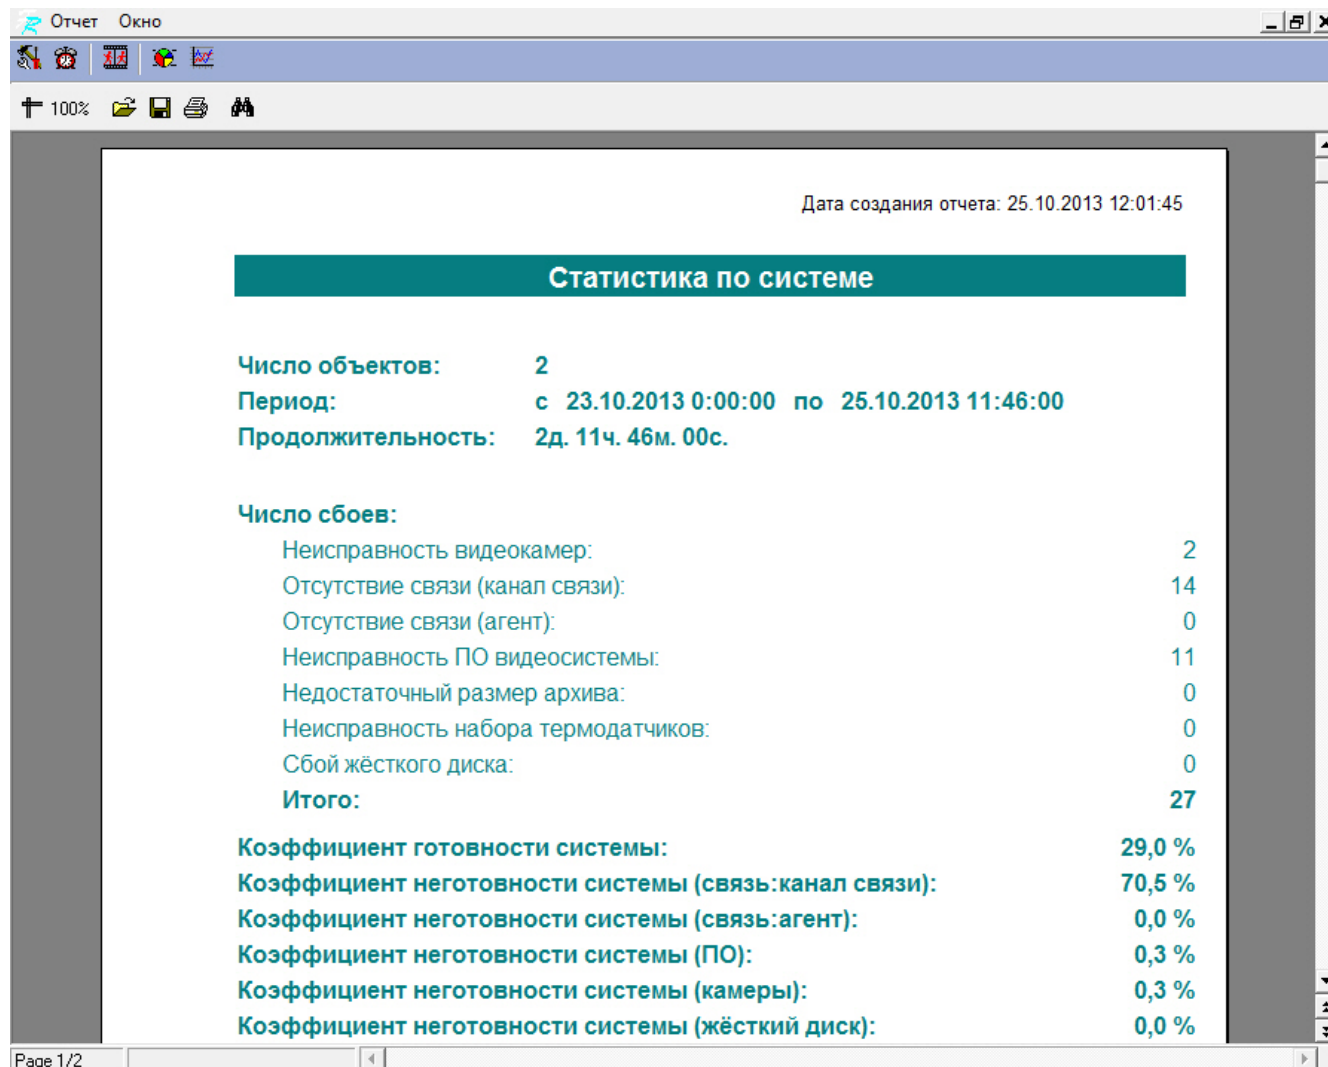 Отчет Окно
100%
Дата создания отчета: 25.10.2013 12:01:45
Статистика по системе
Число объектов: 2
Период: с 23.10.2013 0:00:00 по 25.10.2013 11:46:00
Продолжительность: 2д. 11ч. 46м. 00с.
Число сбоев:
Неисправность видеокамер: 2
Отсутствие связи (канал связи): 14
Отсутствие связи (агент): 0
Неисправность ПО видеосистемы: 11
Недостаточный размер архива: 0
Неисправность набора термодатчиков: 0
Сбой жёсткого диска: 0
Итого: 27
Коэффициент готовности системы: 29,0 %
Коэффициент неготовности системы (связь:канал связи): 70,5 %
Коэффициент неготовности системы (связь:агент): 0,0 %
Коэффициент неготовности системы (ПО): 0,3 %
Коэффициент неготовности системы (камеры): 0,3 %
Коэффициент неготовности системы (жёсткий диск): 0,0 %
Page 1/2